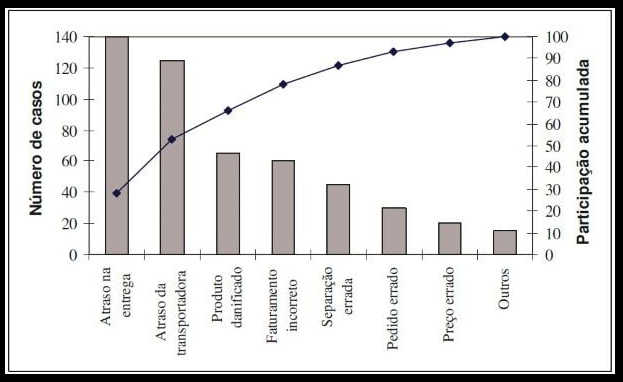 Número de casos
140
120
100
80
60
40
20
0
100
90
80
70
60
50
40
30
20
10
0
Participação acumulada
Atraso na
entrega
Atraso da
transportadora
Produto
danificado
Faturamento
incorreto
Separação
errada
Pedido errado
Preço errado
Outros